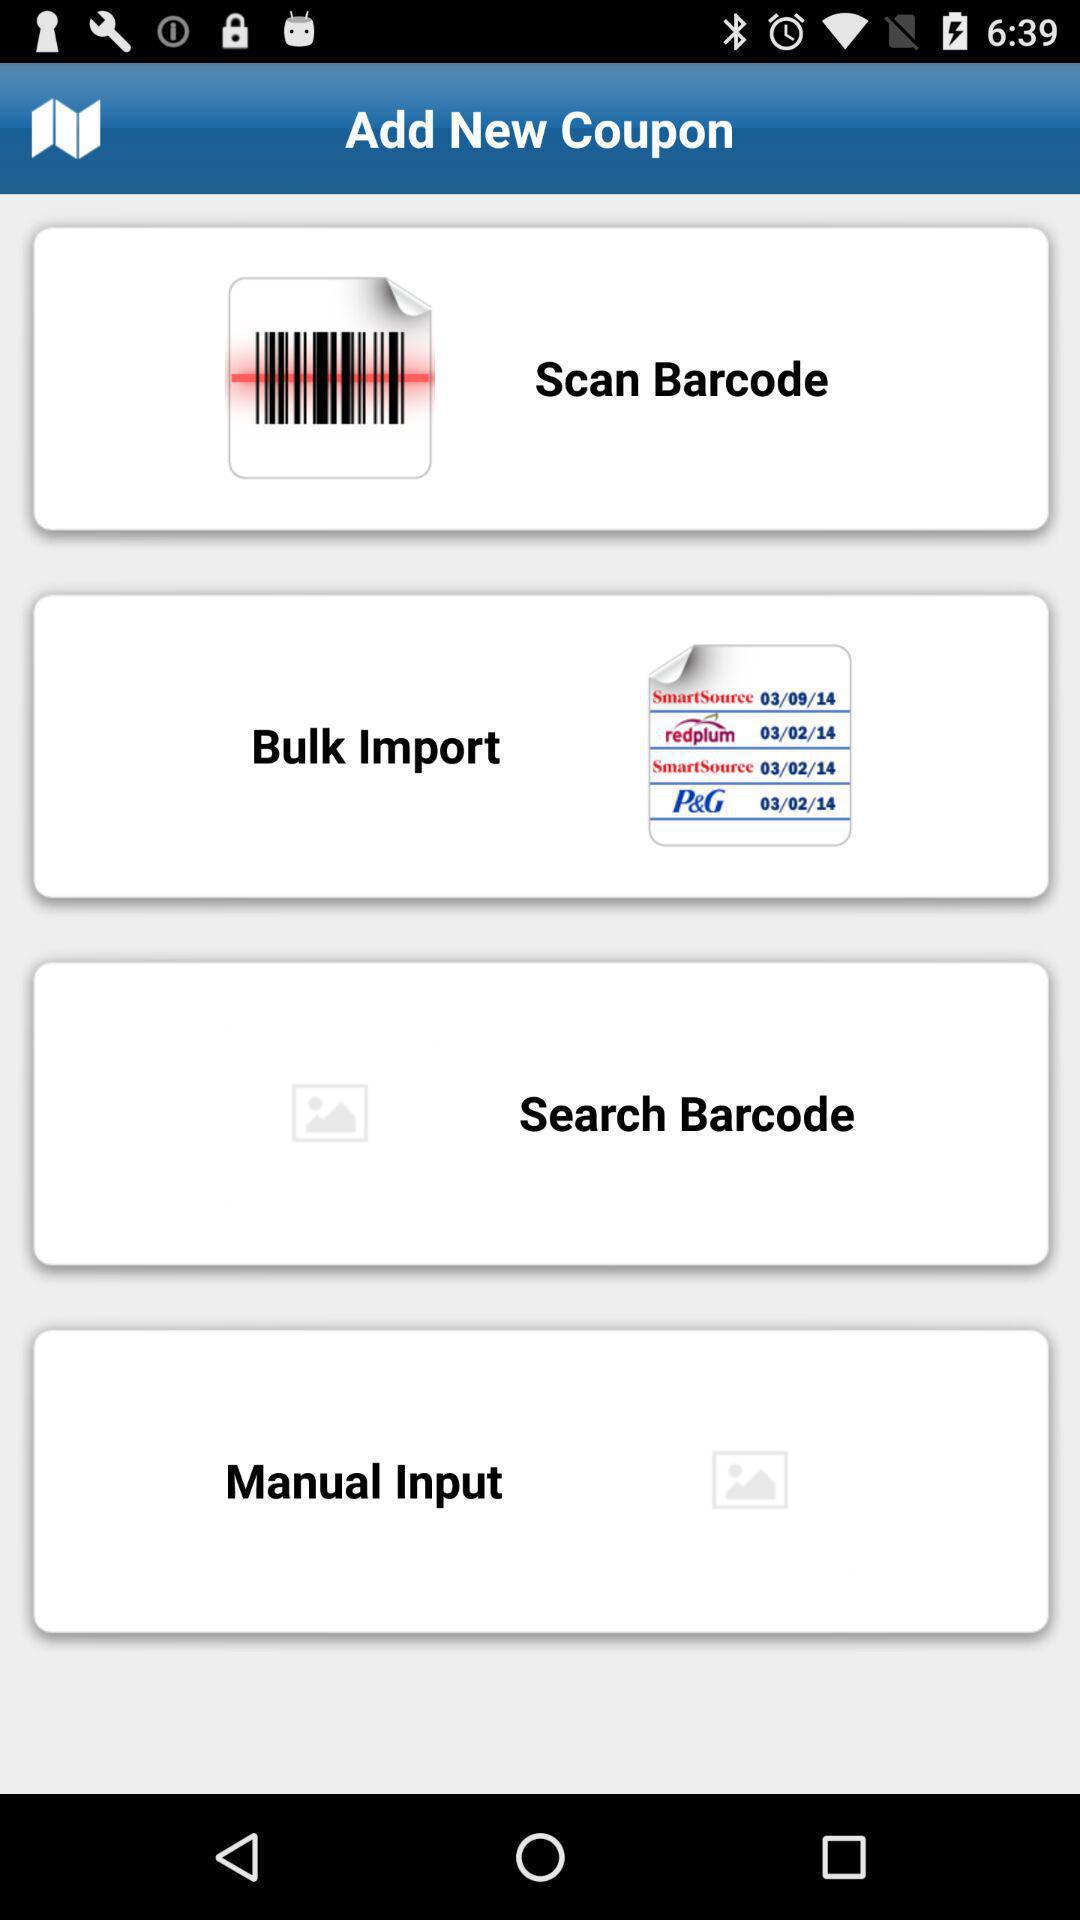 6:39
Add New Coupon
Scan Barcode
Bulk Import
SmartSource 03/09/14
redplum 03/02/14
SmartSource 03/02/14
P&G 03/02/14
Search Barcode
Manual Input